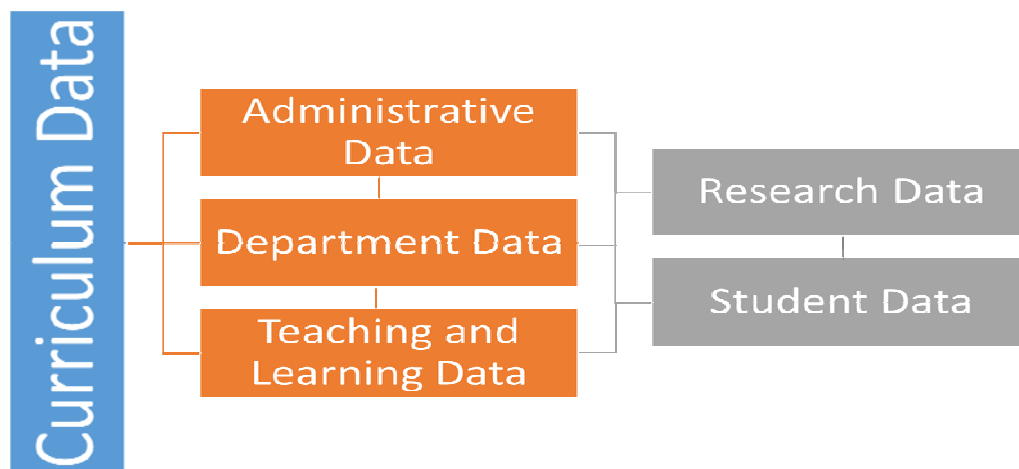 Curriculum Data
Administrative
Data
Department Data
Teaching and
Learning Data
Research Data
Student Data